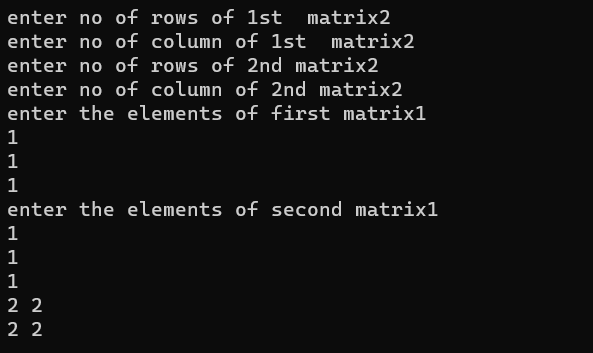 enter no of rows of 1st  matrix2
enter no of column of 1st  matrix2
enter no of rows of 2nd matrix2
enter no of column of 2nd matrix2
enter the elements of first matrix1
1
1
1
enter the elements of second matrix1
1
1
1
2 2
2 2